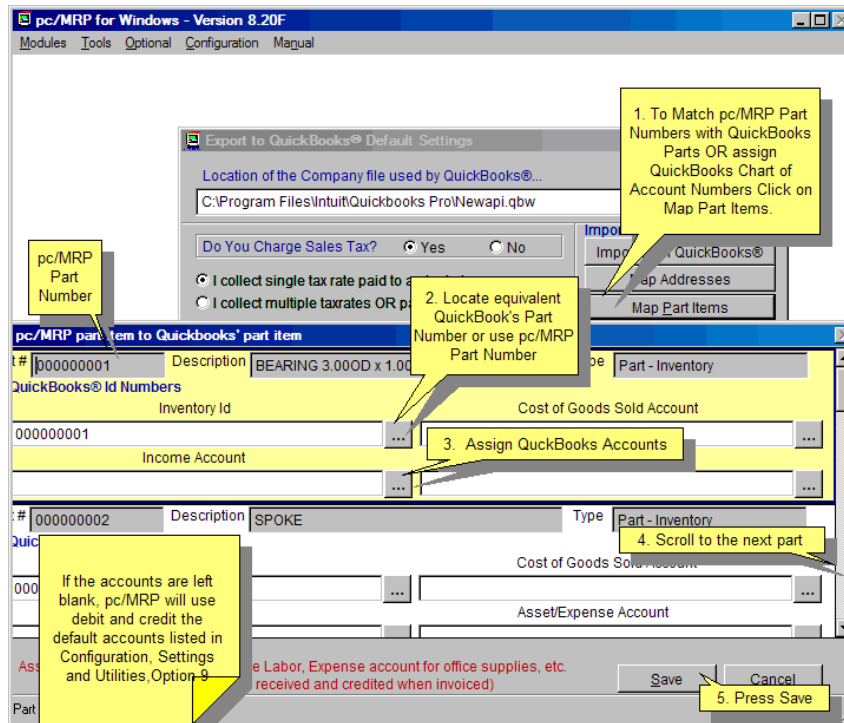 pc/MRP for Windows - Version 8.20F
Modules Tools Optional Configuration Manual
1. To Match pc/MRP Part
Numbers with QuickBooks
Parts OR assign
QuickBooks Chart of
Account Numbers Click on
Map Part Items.
Export to QuickBooks® Default Settings
Location of the Company file used by QuickBooks®...
C:\Program Files\Intuit\Quickbooks Pro\Newapi.qbw
Do You Charge Sales Tax? Yes No
QuickBooks®
I collect single tax rate paid to
Addresses
I collect multiple taxrates OR
Map Part Items
pc/MRP
Part
Number
2. Locate equivalent
QuickBook's Part
Number or use pc/MRP
Part Number
pc/MRP part item to Quickbooks' part item
# 000000001 Description BEARING 3.00OD x 1.00 Part - Inventory
QuickBooks® Id Numbers
Inventory Id Cost of Goods Sold Account
000000001 ... ...
3. Assign QuckBooks Accounts
Income Account
... ...
# 000000002 Description SPOKE Type Part - Inventory
4. Scroll to the next part
Cost of Goods Sold Account
... ...
Asset/Expense Account
If the accounts are left
blank, pc/MRP will use
debit and credit the
default accounts listed in
Configuration, Settings
and Utilities,Option 9
Labor, Expense account for office supplies, etc.
received and credited when invoiced)
Save Cancel
5. Press Save
Part